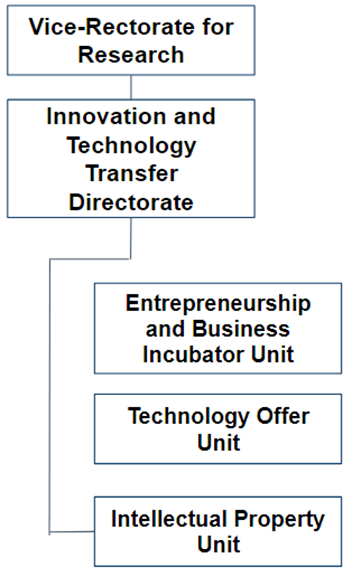 Vice-Rectorate for
Research
Innovation and
Technology
Transfer
Directorate
Entrepreneurship
and Business
Incubator Unit
Technology Offer
Unit
Intellectual Property
Unit